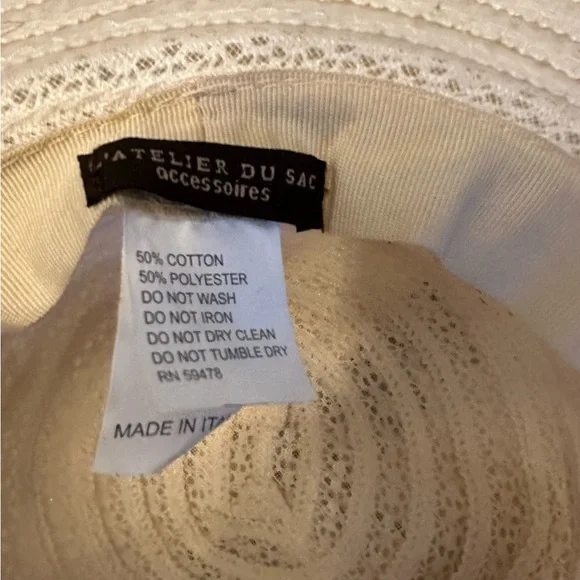 L'ATELIER DU SAC
accessoires
50% COTTON
50% POLYESTER
DO NOT WASH
DO NOT IRON
DO NOT DRY CLEAN
DO NOT TUMBLE DRY
RN 59478
MADE IN ITA